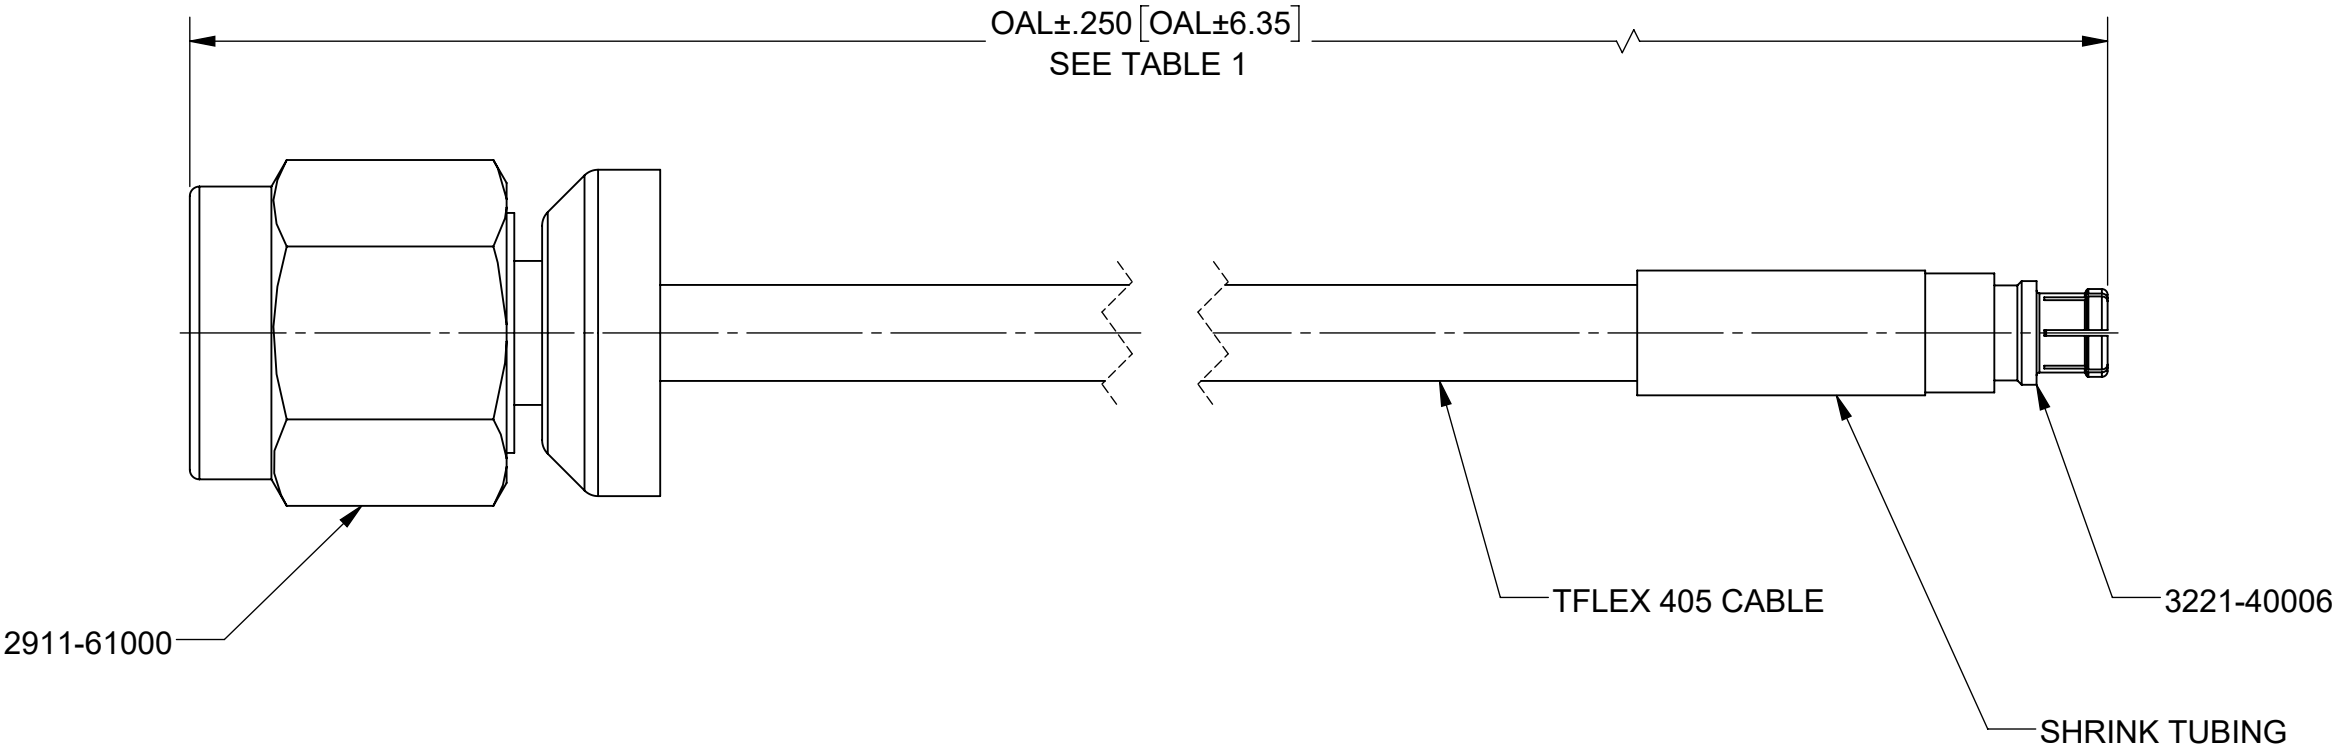 OAL±.250 [OAL±6.35]
SEE TABLE 1
TFLEX 405 CABLE
3221-40006
2911-61000
SHRINK TUBING